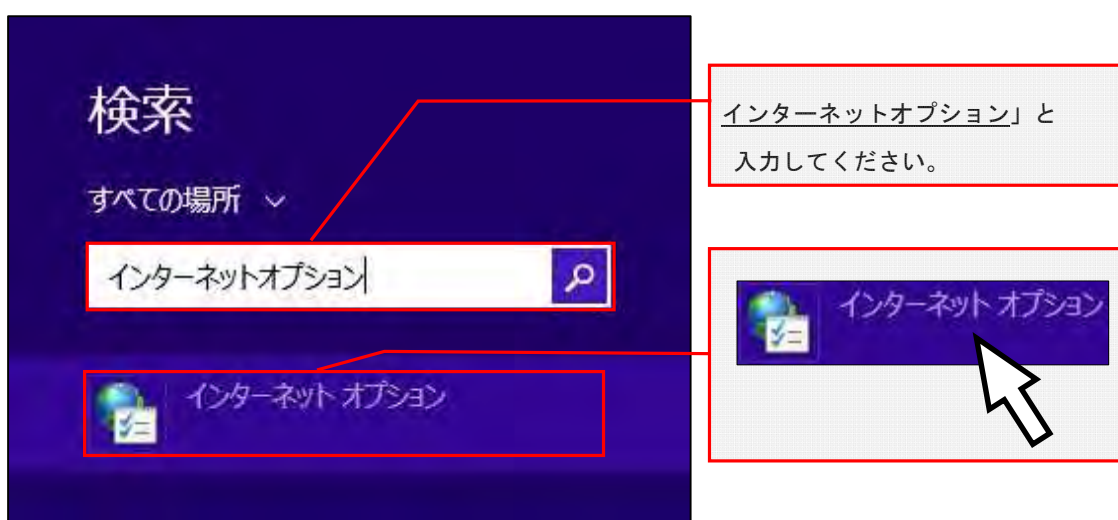 検索
すべての場所
インターネットオプション
インターネット オプション
インターネットオプション」と
入力してください。
インターネット オプション